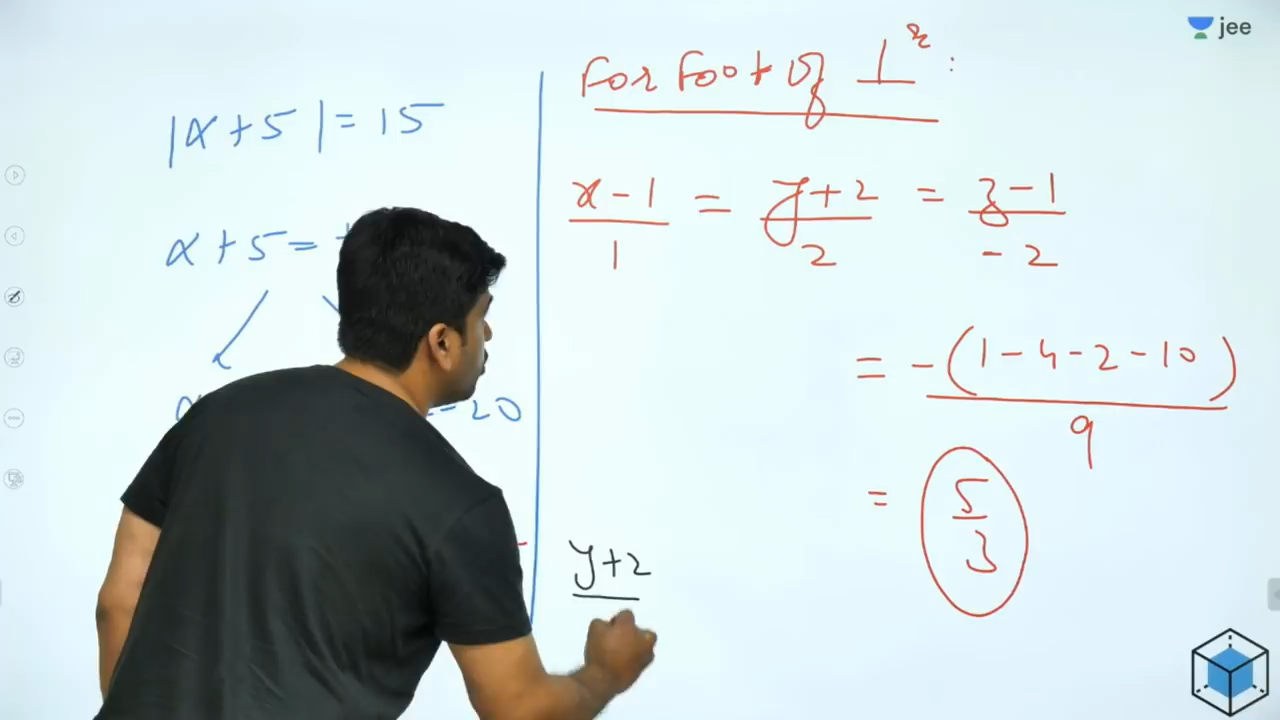 jee
|α+5|=15
α+5=
-20
For Foot of ⊥r :
x-1/1 = y+2/2 = z-1/-2
= -(1-4-2-10)/9
= 5/3
y+2